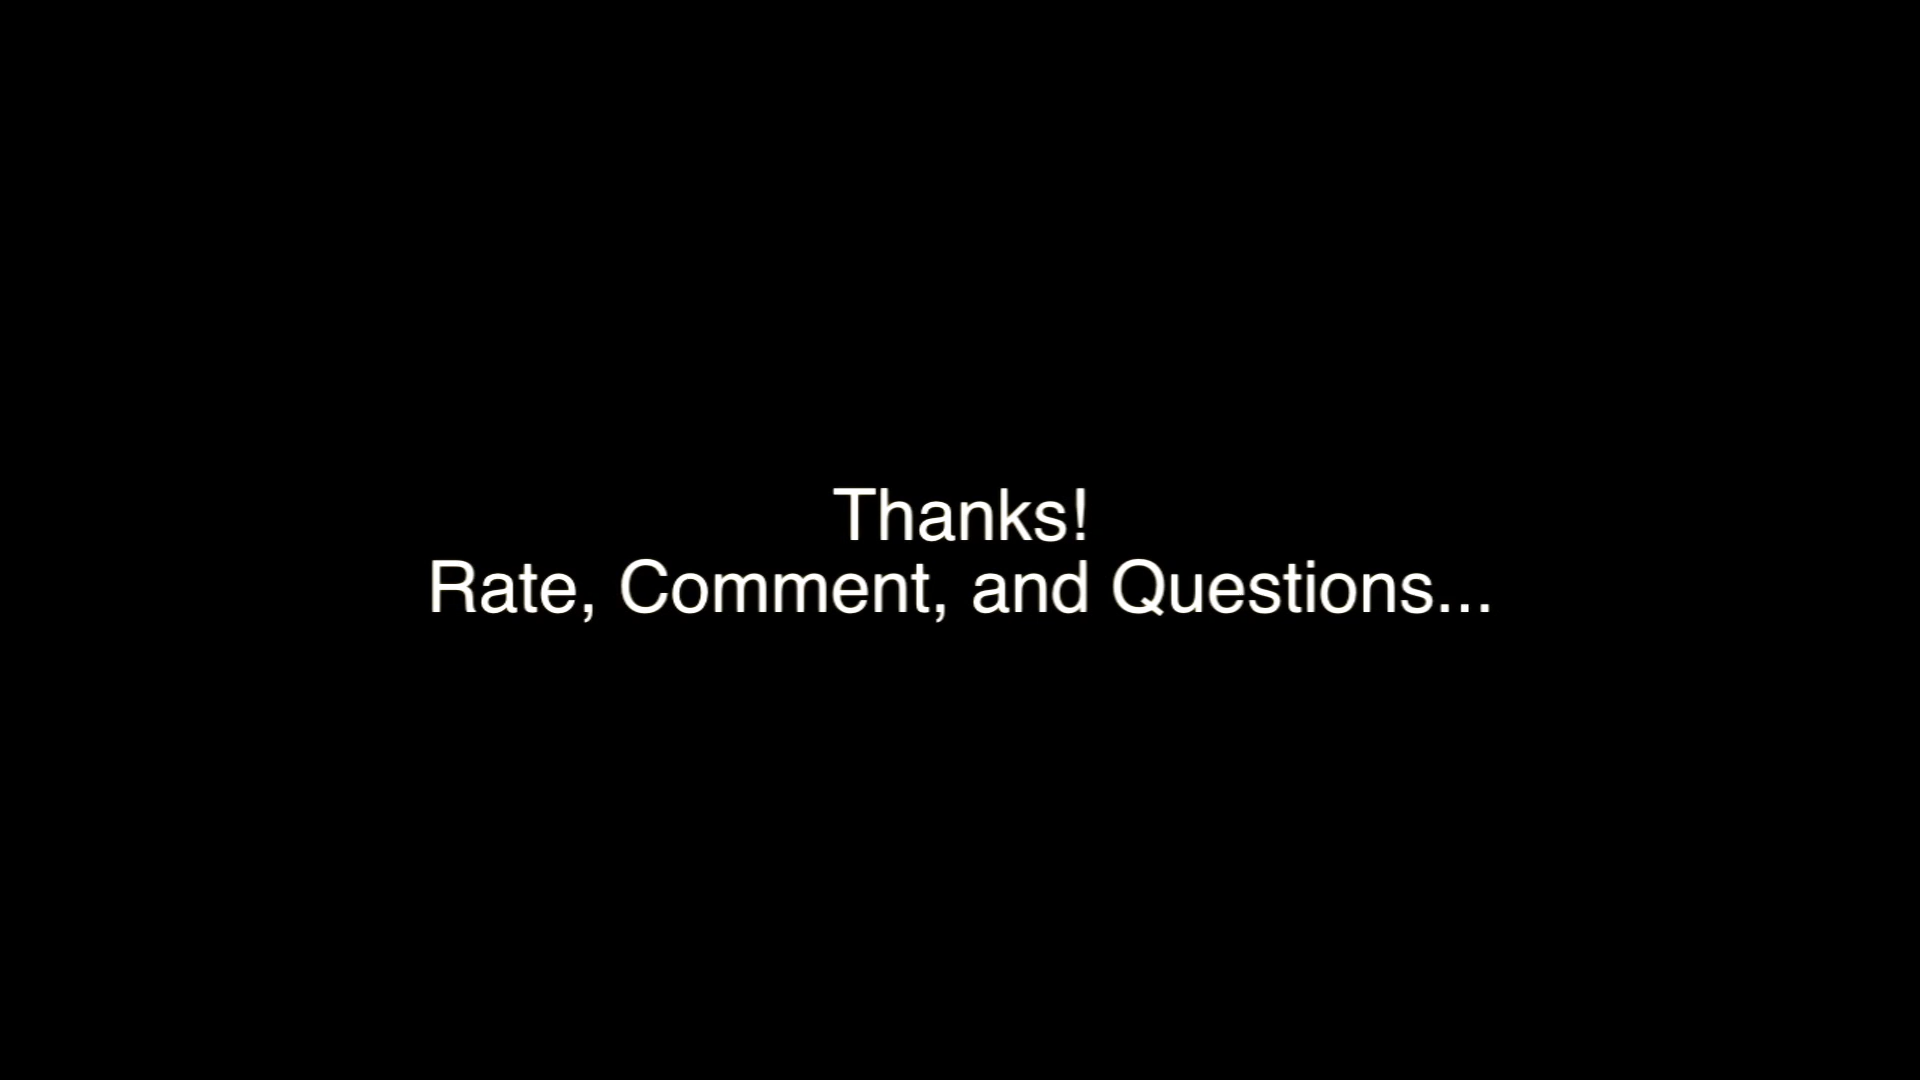 Thanks!
Rate, Comment, and Questions...